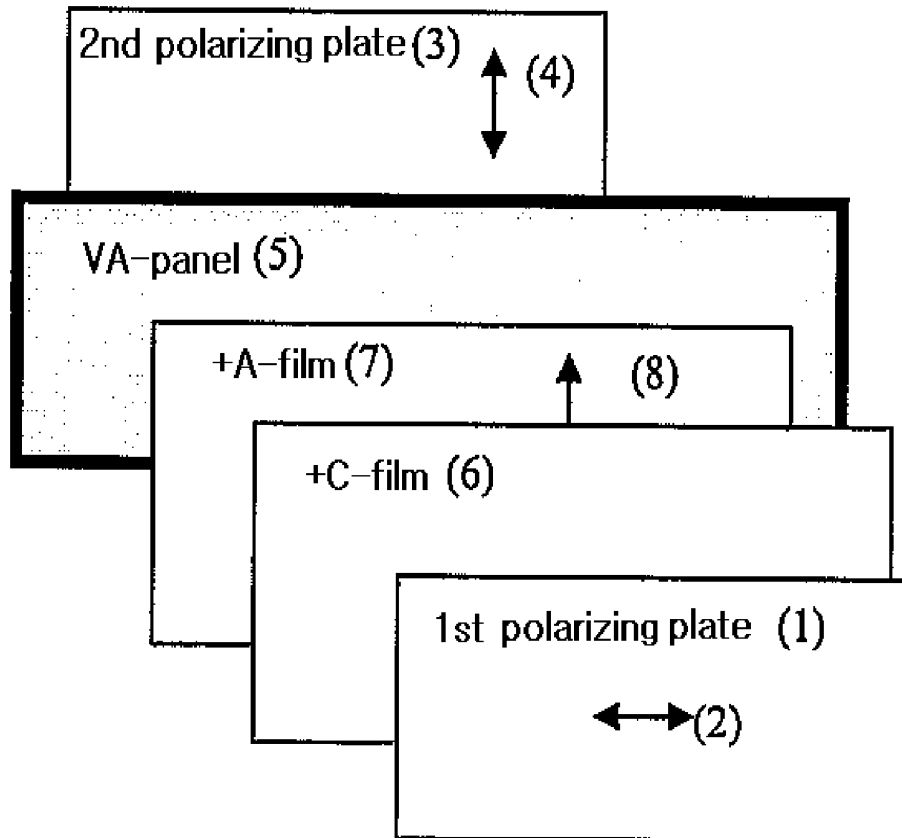 2nd polarizing plate (3)
(4)
VA-panel (5)
+A-film (7)
(8)
+C-film (6)
1st polarizing plate (1)
(2)